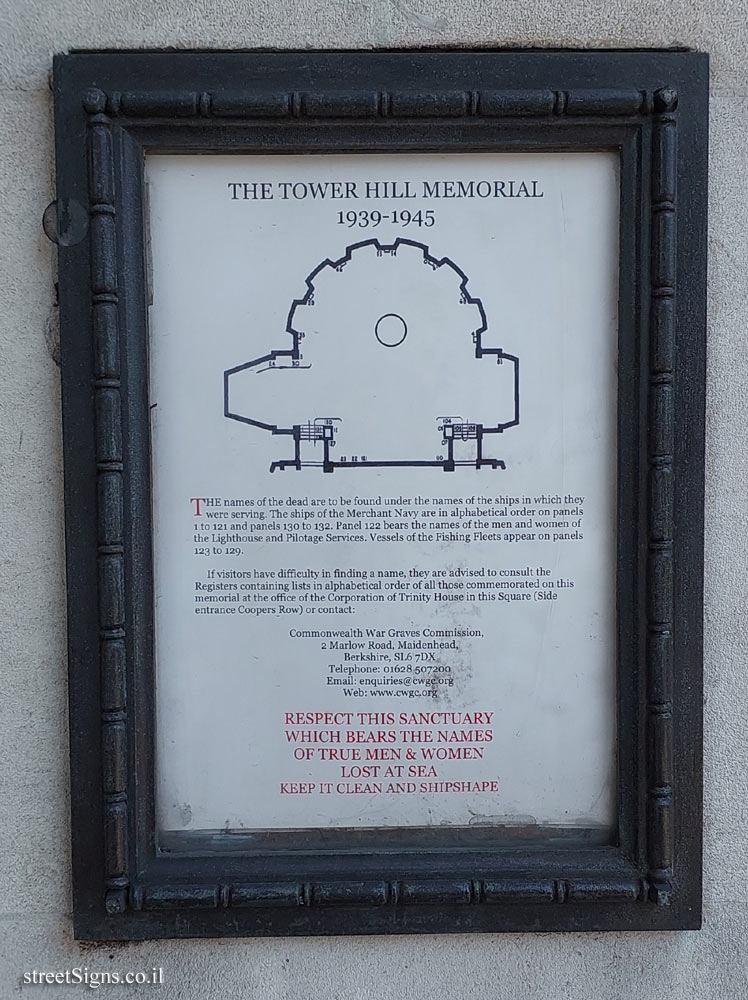 THE TOWER HILL MEMORIAL
1939-1945
THE names of the dead are to be found under the names of the ships in which they
were serving. The ships of the Merchant Navy are in alphabetical order on panels
1 to 121 and panels 130 to 132. Panel 122 bears the names of the men and women of
the Lighthouse and Pilotage Services. Vessels of the Fishing Fleets appear on panels
123 to 129.
If visitors have difficulty in finding a name, they are advised to consult the
Registers containing lists in alphabetical order of all those commemorated on this
memorial at the office of the Corporation of Trinity House in this Square (Side
entrance Coopers Row) or contact:
Commonwealth War Graves Commission,
2 Marlow Road, Maidenhead,
Berkshire, SL6 7DX
Telephone: 01628 507200
Email: enquiries@cwgc.org
Web: www.cwgc.org
RESPECT THIS SANCTUARY
WHICH BEARS THE NAMES
OF TRUE MEN & WOMEN
LOST AT SEA
KEEP IT CLEAN AND SHIPSHAPE
streetSigns.co.il